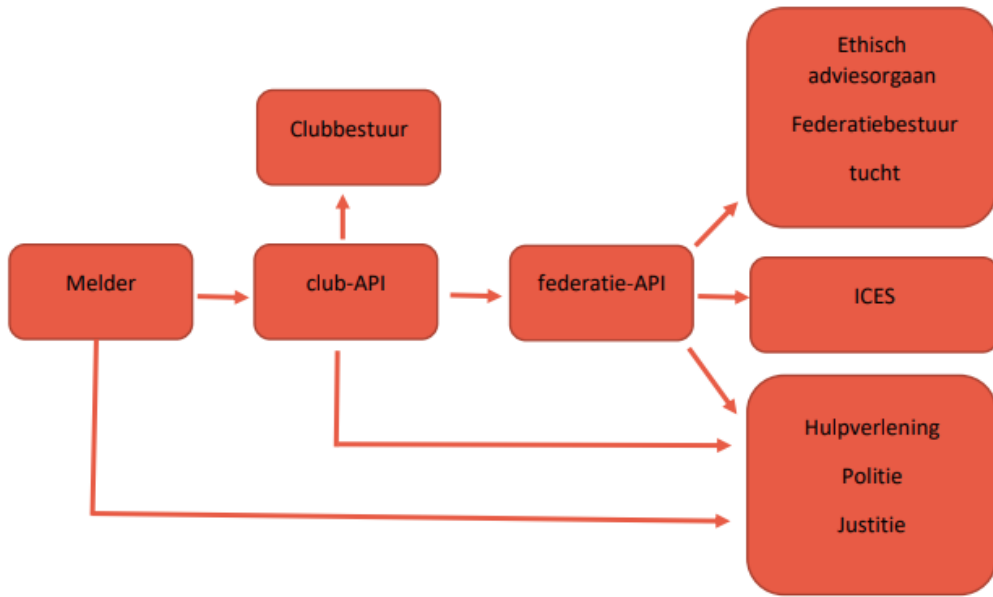 Ethisch
adviesorgaan
Federatiebestuur
tucht
Clubbestuur
Melder
club-API
federatie-API
ICES
Hulpverlening
Politie
Justitie